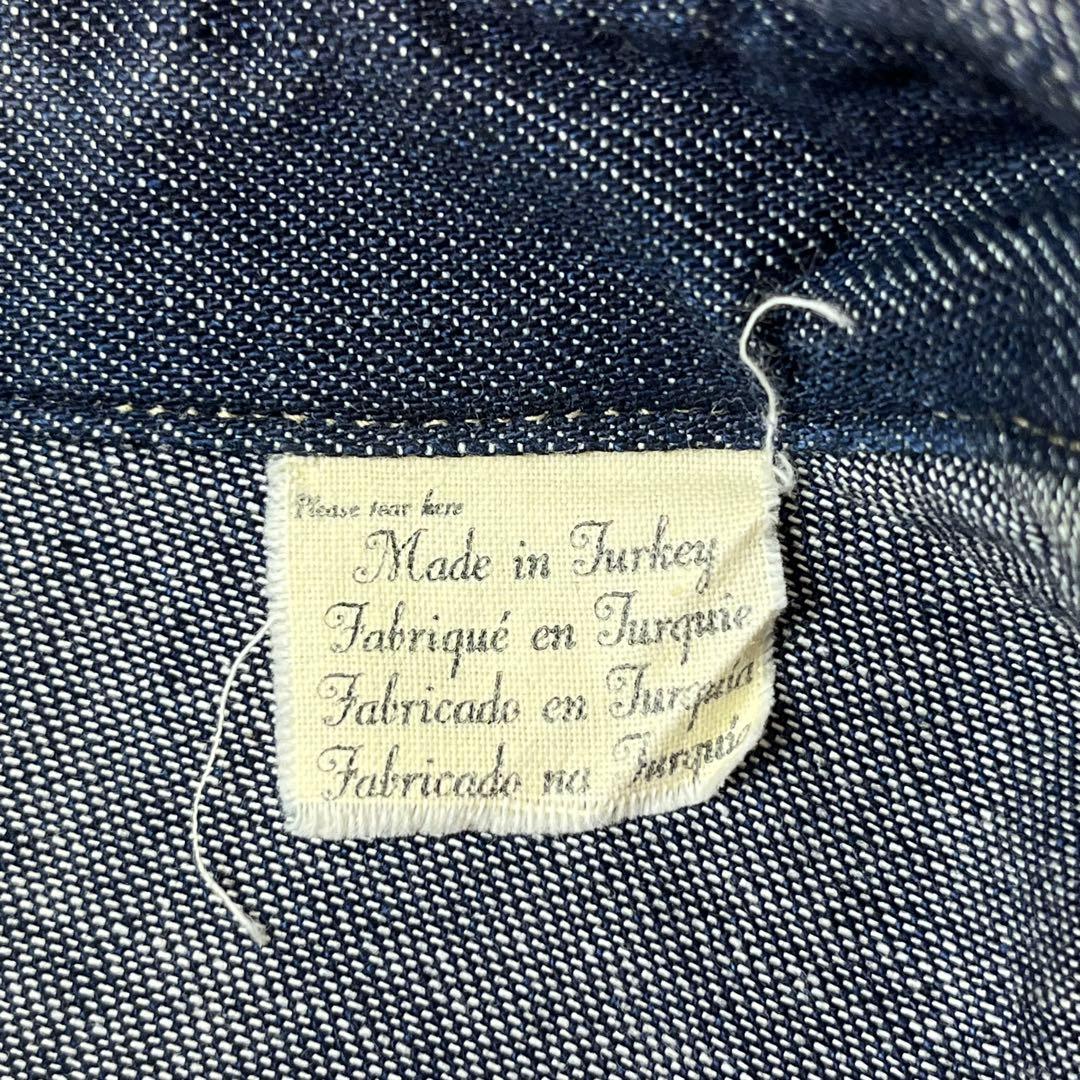 Please tear here
Made in Turkey
Fabriqué en Turquie
Fabricado en Turquía
Fabricado na Turquia